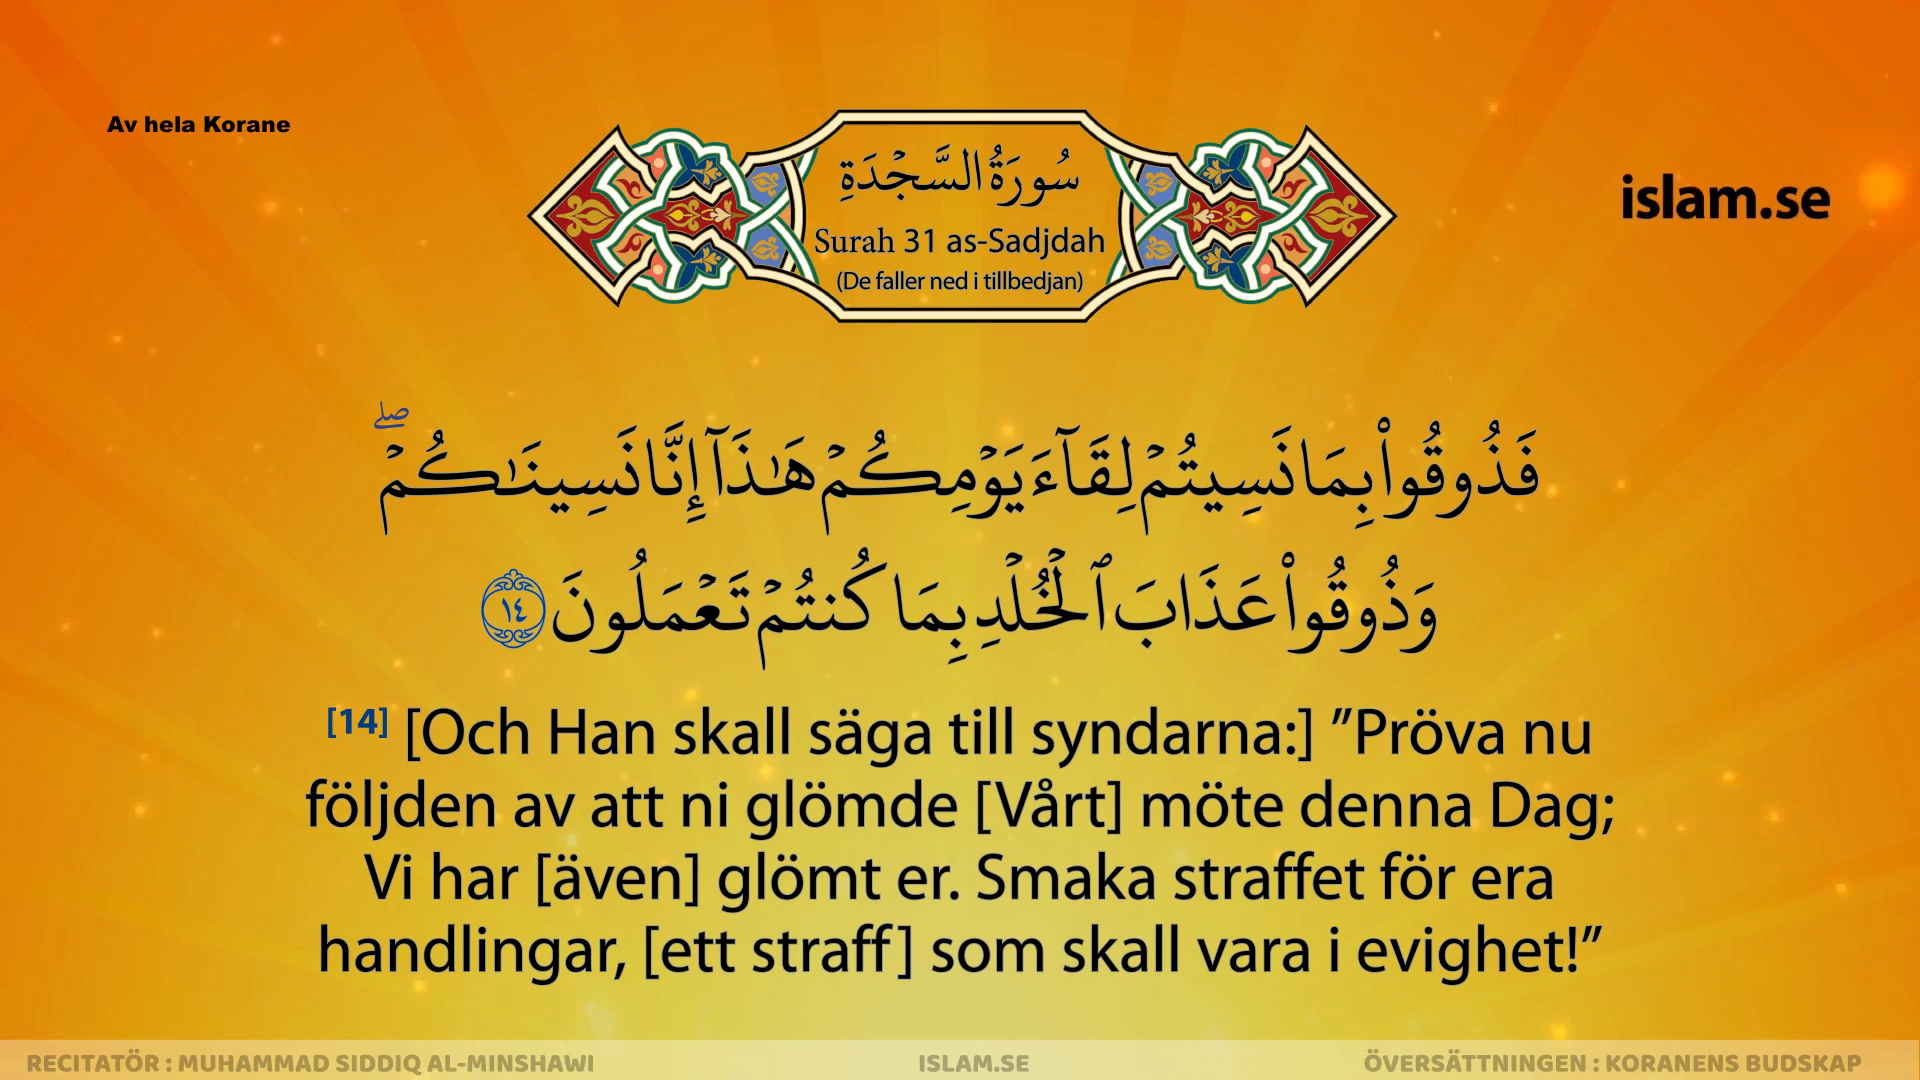 Av hela Korane
سُورَةُ السَّجْدَةِ
Surah 31 as-Sadjdah
(De faller ned i tillbedjan)
islam.se
فَذُوقُوا۟ بِمَا نَسِيتُمْ لِقَآءَ يَوْمِكُمْ هَـٰذَآ إِنَّا نَسِينَـٰكُمْ ۖ
وَذُوقُوا۟ عَذَابَ ٱلْخُلْدِ بِمَا كُنتُمْ تَعْمَلُونَ ١٤
[14] [Och Han skall säga till syndarna:] ”Pröva nu
följden av att ni glömde [Vårt] möte denna Dag;
Vi har [även] glömt er. Smaka straffet för era
handlingar, [ett straff] som skall vara i evighet!”
RECITATÖR : MUHAMMAD SIDDIQ AL-MINSHAWI
ISLAM.SE
ÖVERSÄTTNINGEN : KORANENS BUDSKAP